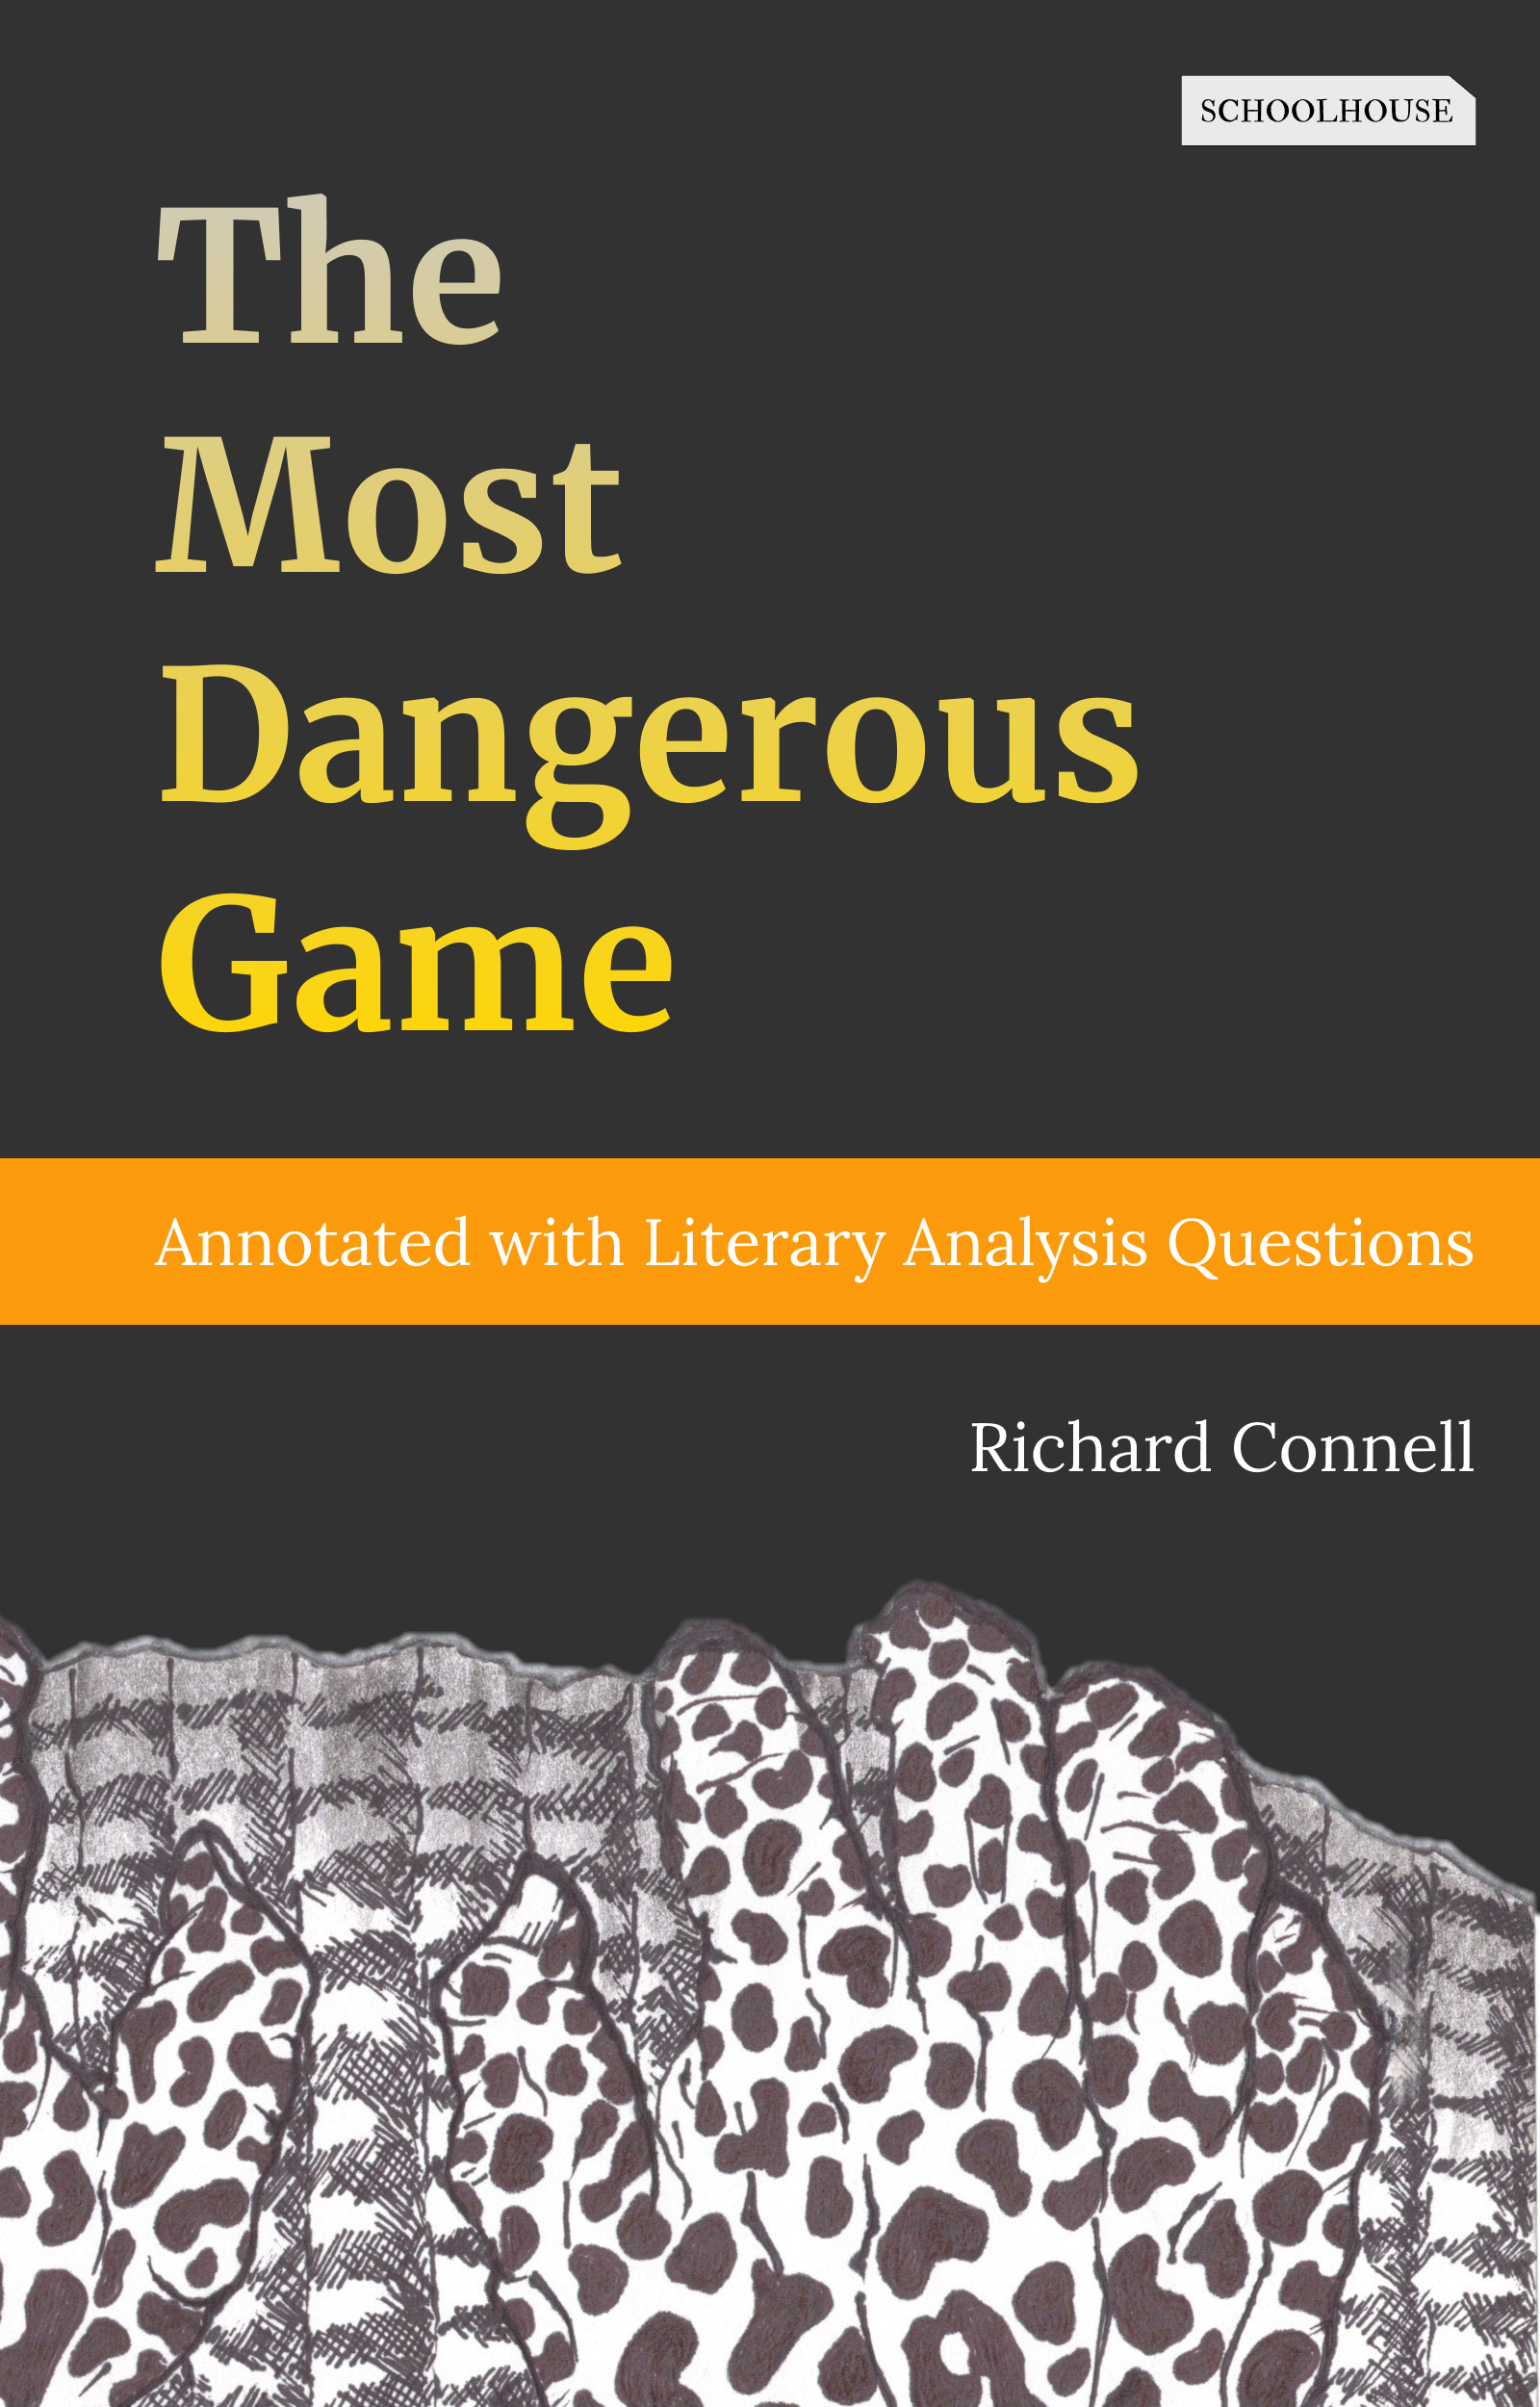 SCHOOLHOUSE
The
Most
Dangerous
Game
Annotated with Literary Analysis Questions
Richard Connell